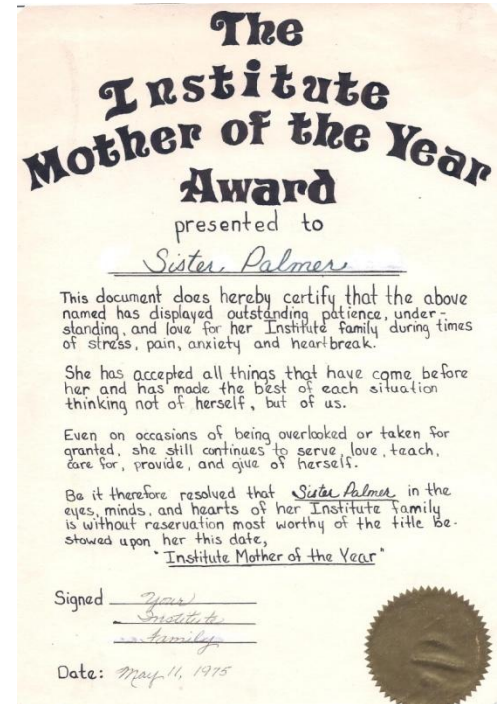 The
Institute
Mother of the Year
Award
presented to
Sister Palmer
This document does hereby certify that the above
named has displayed outstanding patience, under-
standing, and love for her Institute family during times
of stress, pain, anxiety and heartbreak.
She has accepted all things that have come before
her and has made the best of each situation
thinking not of herself, but of us.
Even on occasions of being overlooked or taken for
granted, she still continues to serve, love, teach,
care for, provide, and give of herself.
Be it therefore resolved that Sister Palmer in the
eyes, minds, and hearts of her Institute family
is without reservation most worthy of the title be-
stowed upon her this date,
"Institute Mother of the Year"
Signed Your
Institute
Family
Date: May 11, 1975